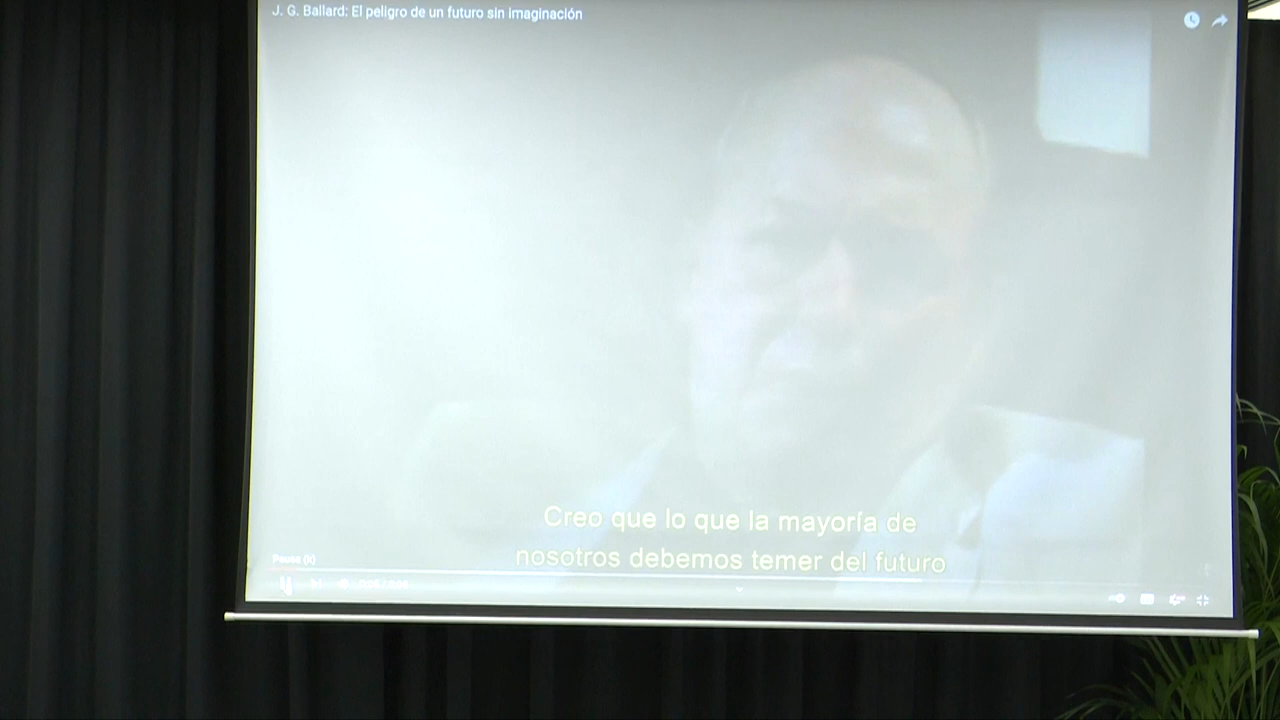 J. G. Ballard: El peligro de un futuro sin imaginación
Creo que lo que la mayoría de
nosotros debemos temer del futuro
Pausa (k)